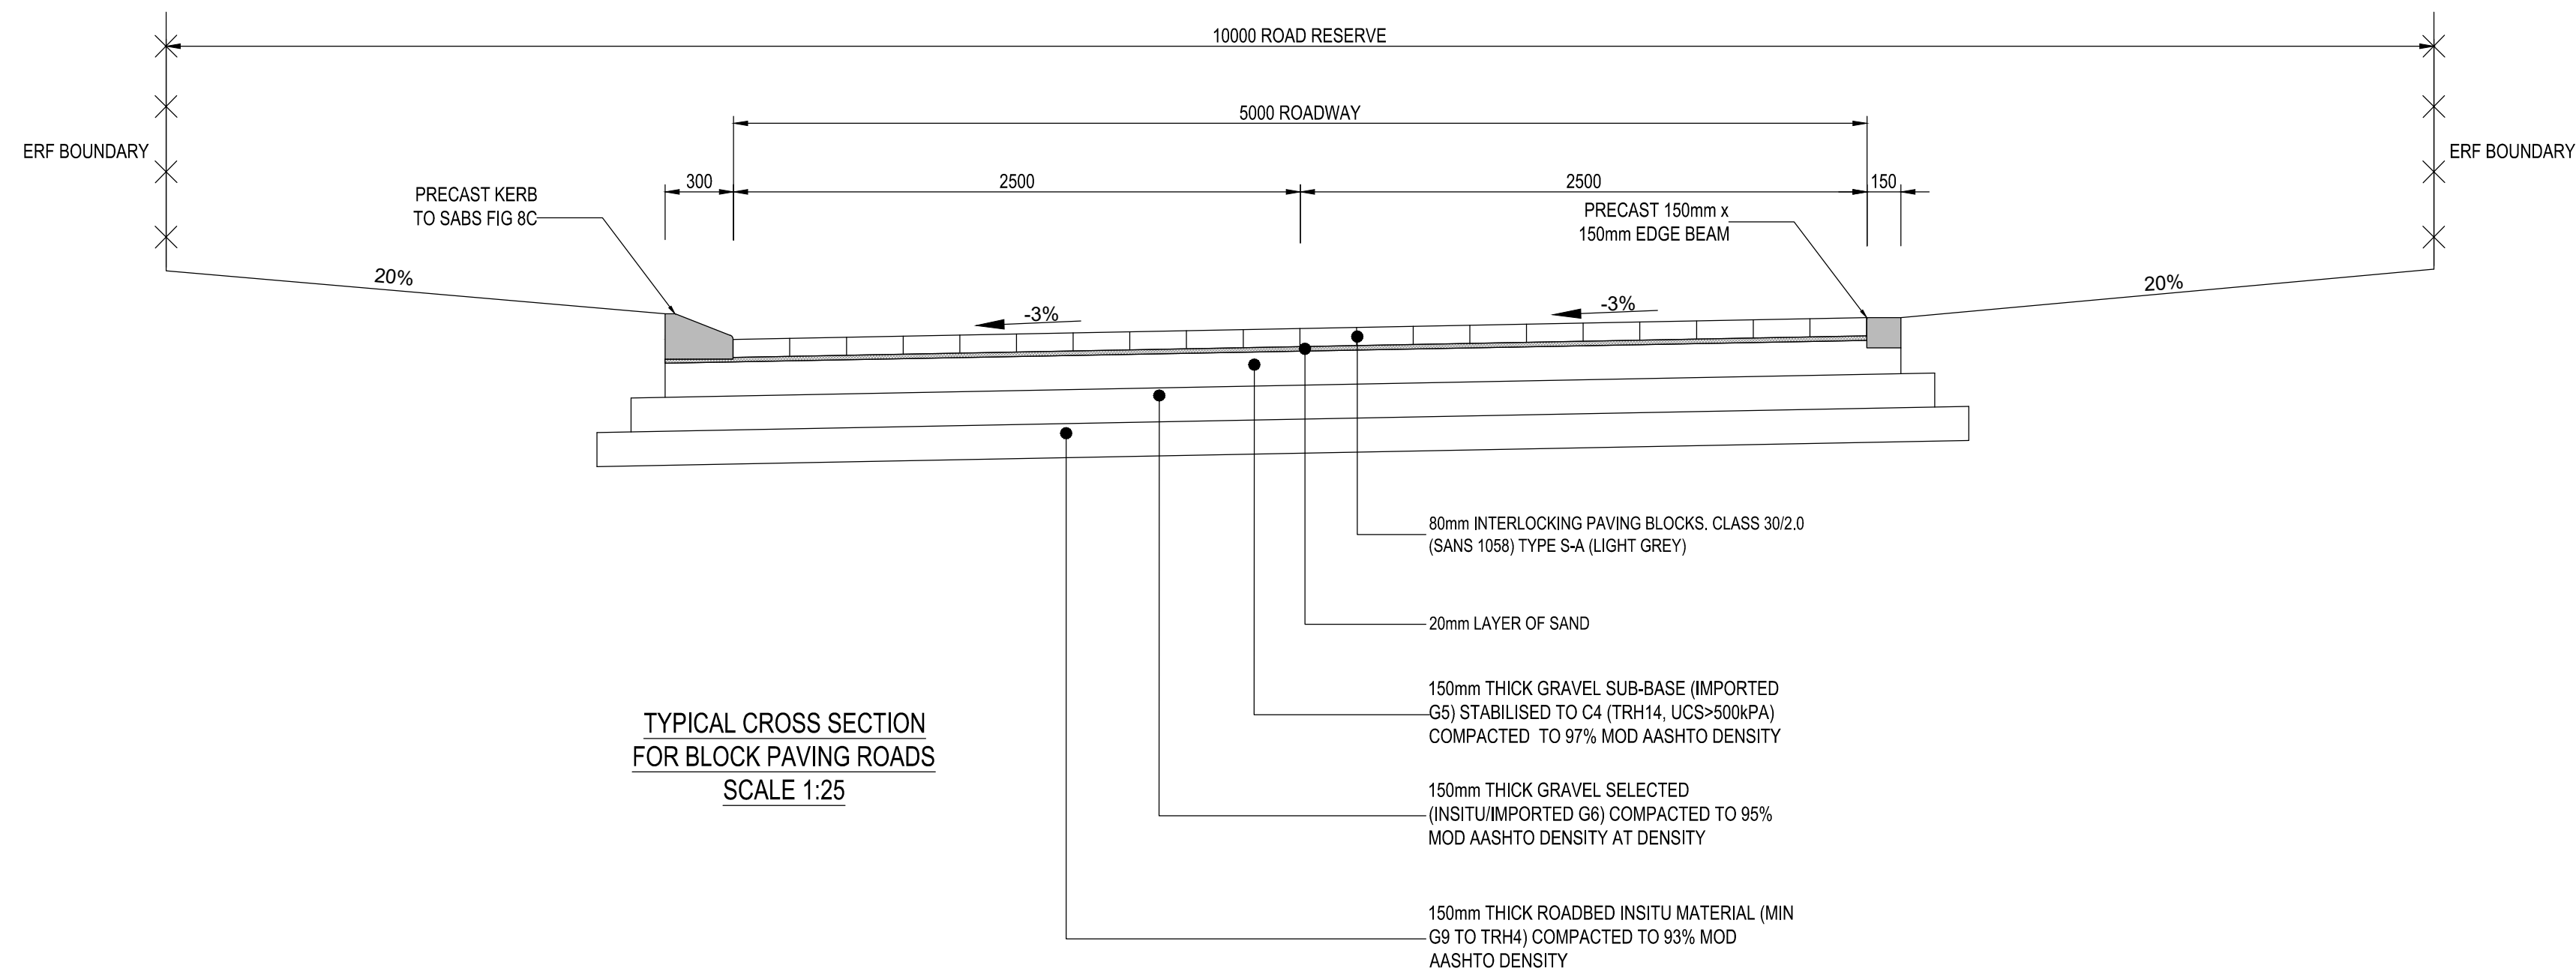 10000 ROAD RESERVE
5000 ROADWAY
ERF BOUNDARY
ERF BOUNDARY
300
2500
2500
150
PRECAST KERB
TO SABS FIG 8C
PRECAST 150mm x
150mm EDGE BEAM
20%
20%
-3%
-3%
80mm INTERLOCKING PAVING BLOCKS. CLASS 30/2.0
(SANS 1058) TYPE S-A (LIGHT GREY)
20mm LAYER OF SAND
150mm THICK GRAVEL SUB-BASE (IMPORTED
G5) STABILISED TO C4 (TRH14, UCS>500kPA)
COMPACTED TO 97% MOD AASHTO DENSITY
TYPICAL CROSS SECTION
FOR BLOCK PAVING ROADS
SCALE 1:25
150mm THICK GRAVEL SELECTED
(INSITU/IMPORTED G6) COMPACTED TO 95%
MOD AASHTO DENSITY AT DENSITY
150mm THICK ROADBED INSITU MATERIAL (MIN
G9 TO TRH4) COMPACTED TO 93% MOD
AASHTO DENSITY